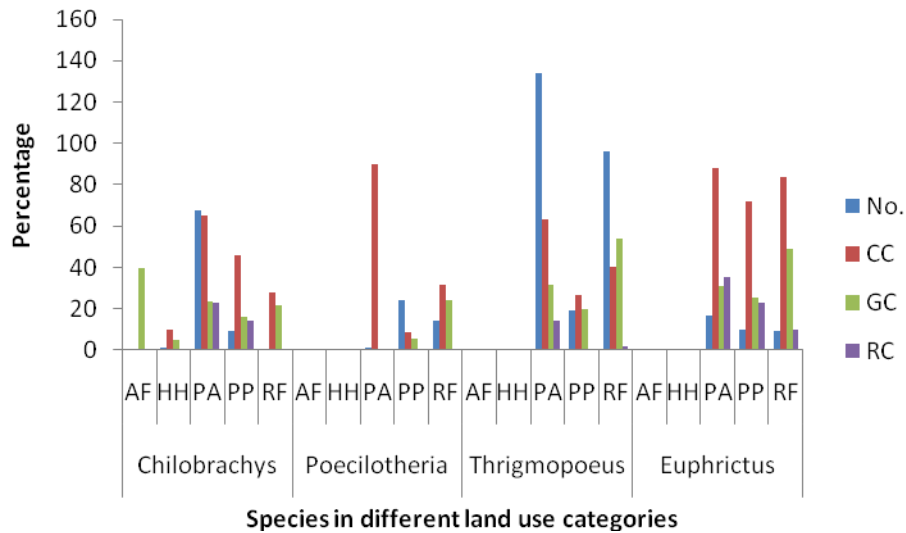 160
140
120
100
80
60
40
20
0
Percentage
AF HH PA PP RF AF HH PA PP RF AF HH PA PP RF AF HH PA PP RF
Chilobrachys Poecilotheria Thrigmopoeus Euphrictus
Species in different land use categories
No.
CC
GC
RC